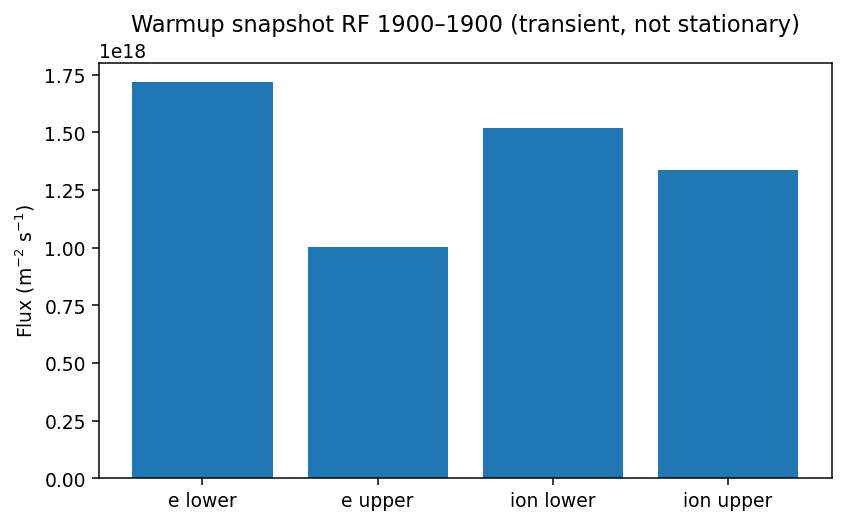 Warmup snapshot RF 1900–1900 (transient, not stationary)
1e18
Flux (m⁻² s⁻¹)
1.75
1.50
1.25
1.00
0.75
0.50
0.25
0.00
e lower
e upper
ion lower
ion upper